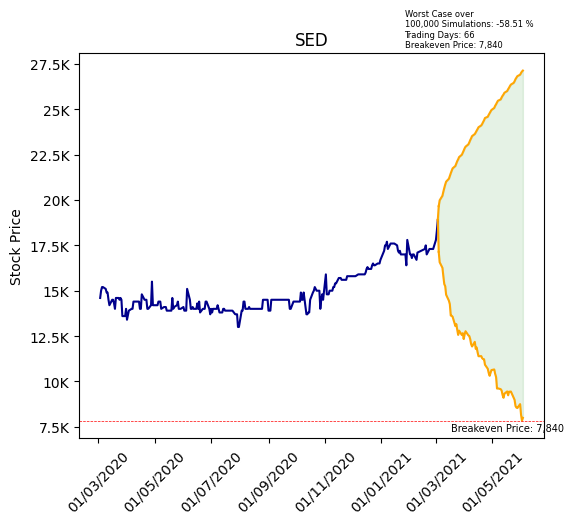 Worst Case over
100,000 Simulations: -58.51 %
Trading Days: 66
Breakeven Price: 7,840
SED
27.5K
25K
22.5K
20K
17.5K
15K
12.5K
10K
7.5K
Stock Price
Breakeven Price: 7,840
01/03/2020
01/05/2020
01/07/2020
01/09/2020
01/11/2020
01/01/2021
01/03/2021
01/05/2021